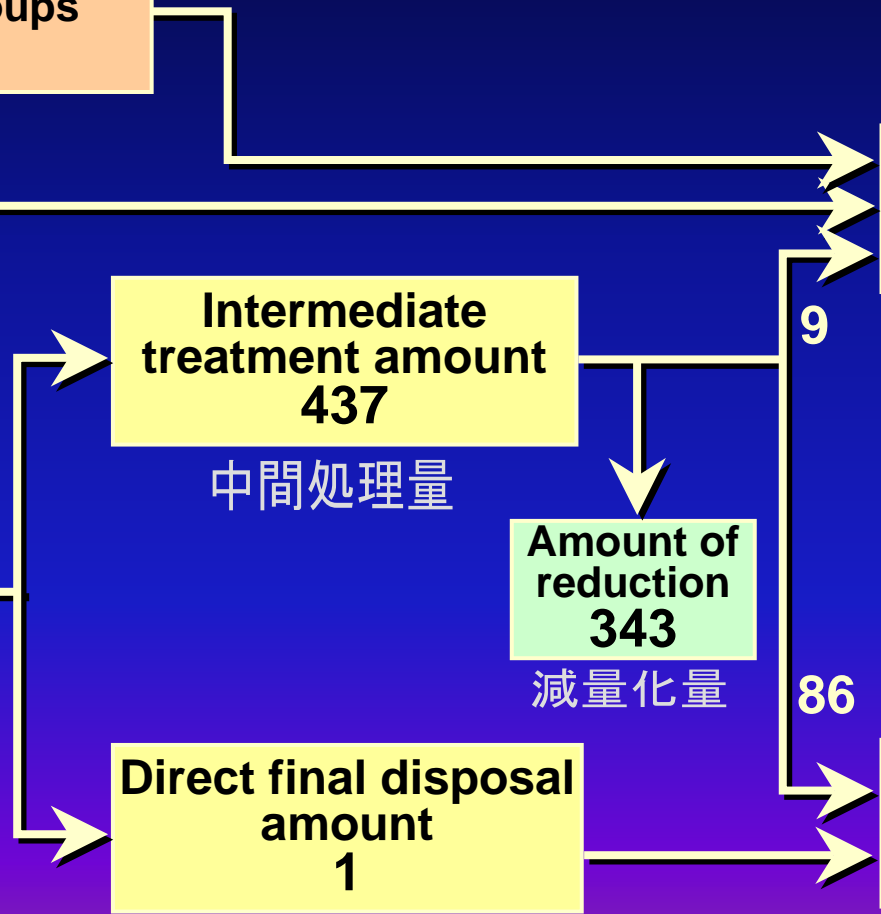 Intermediate
treatment amount
437
中間処理量
9
Amount of
reduction
343
減量化量
86
Direct final disposal
amount
1